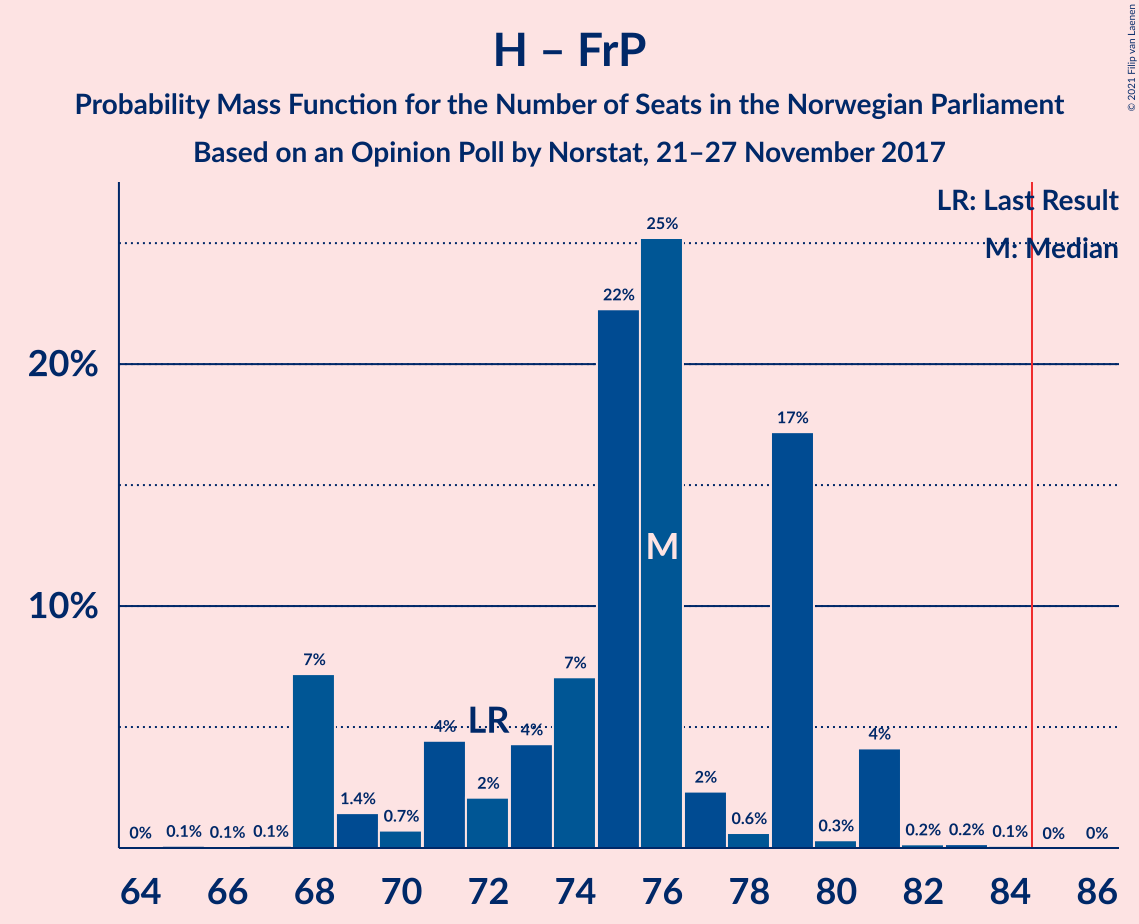 © 2021 Filip van Laenen
H – FrP
Probability Mass Function for the Number of Seats in the Norwegian Parliament
Based on an Opinion Poll by Norstat, 21–27 November 2017
LR: Last Result
M: Median
20%
10%
0%
0.1%
0.1%
0.1%
7%
1.4%
0.7%
4%
2%
LR
4%
7%
22%
25%
M
2%
0.6%
17%
0.3%
4%
0.2%
0.2%
0.1%
0%
0%
64 66 68 70 72 74 76 78 80 82 84 86